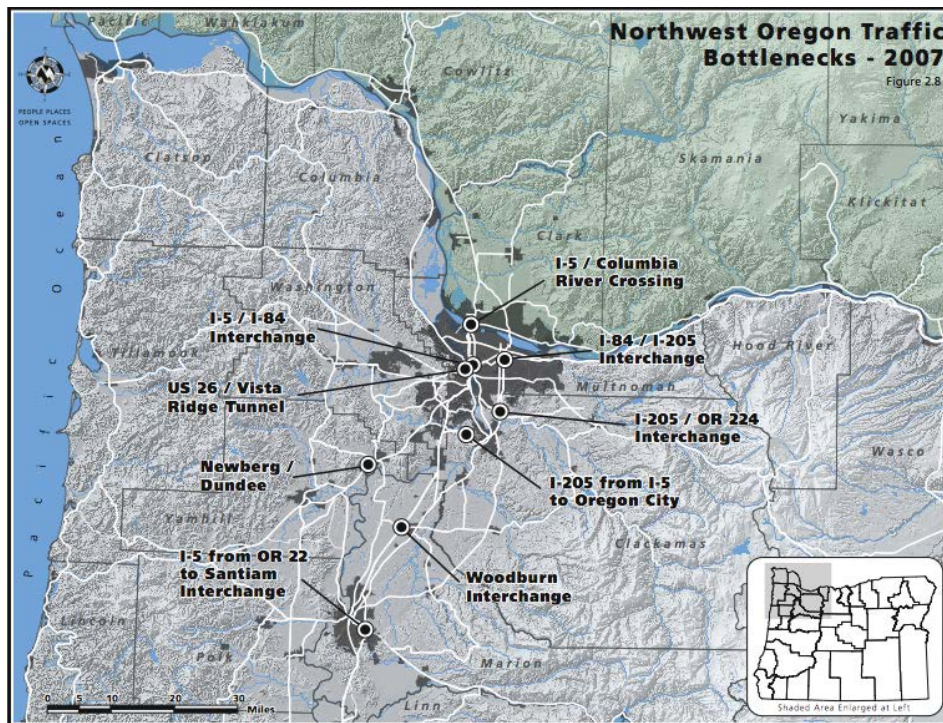 Northwest Oregon Traffic
Bottlenecks - 2007
Figure 2.8
PEOPLE PLACES
OPEN SPACES
Pacific
Wahkiakum
Cowlitz
Yakima
Skamania
Klickitat
Clatsop
Columbia
Clark
Pacific Ocean
I-5 / Columbia
River Crossing
Washington
I-5 / I-84
Interchange
I-84 / I-205
Interchange
Hood River
Tillamook
Multnomah
US 26 / Vista
Ridge Tunnel
I-205 / OR 224
Interchange
Wasco
Newberg /
Dundee
I-205 from I-5
to Oregon City
Yamhill
Clackamas
I-5 from OR 22
to Santiam
Interchange
Woodburn
Interchange
Lincoln
Polk
Marion
Linn
0 5 10 20 30
Miles
Shaded Area Enlarged at Left